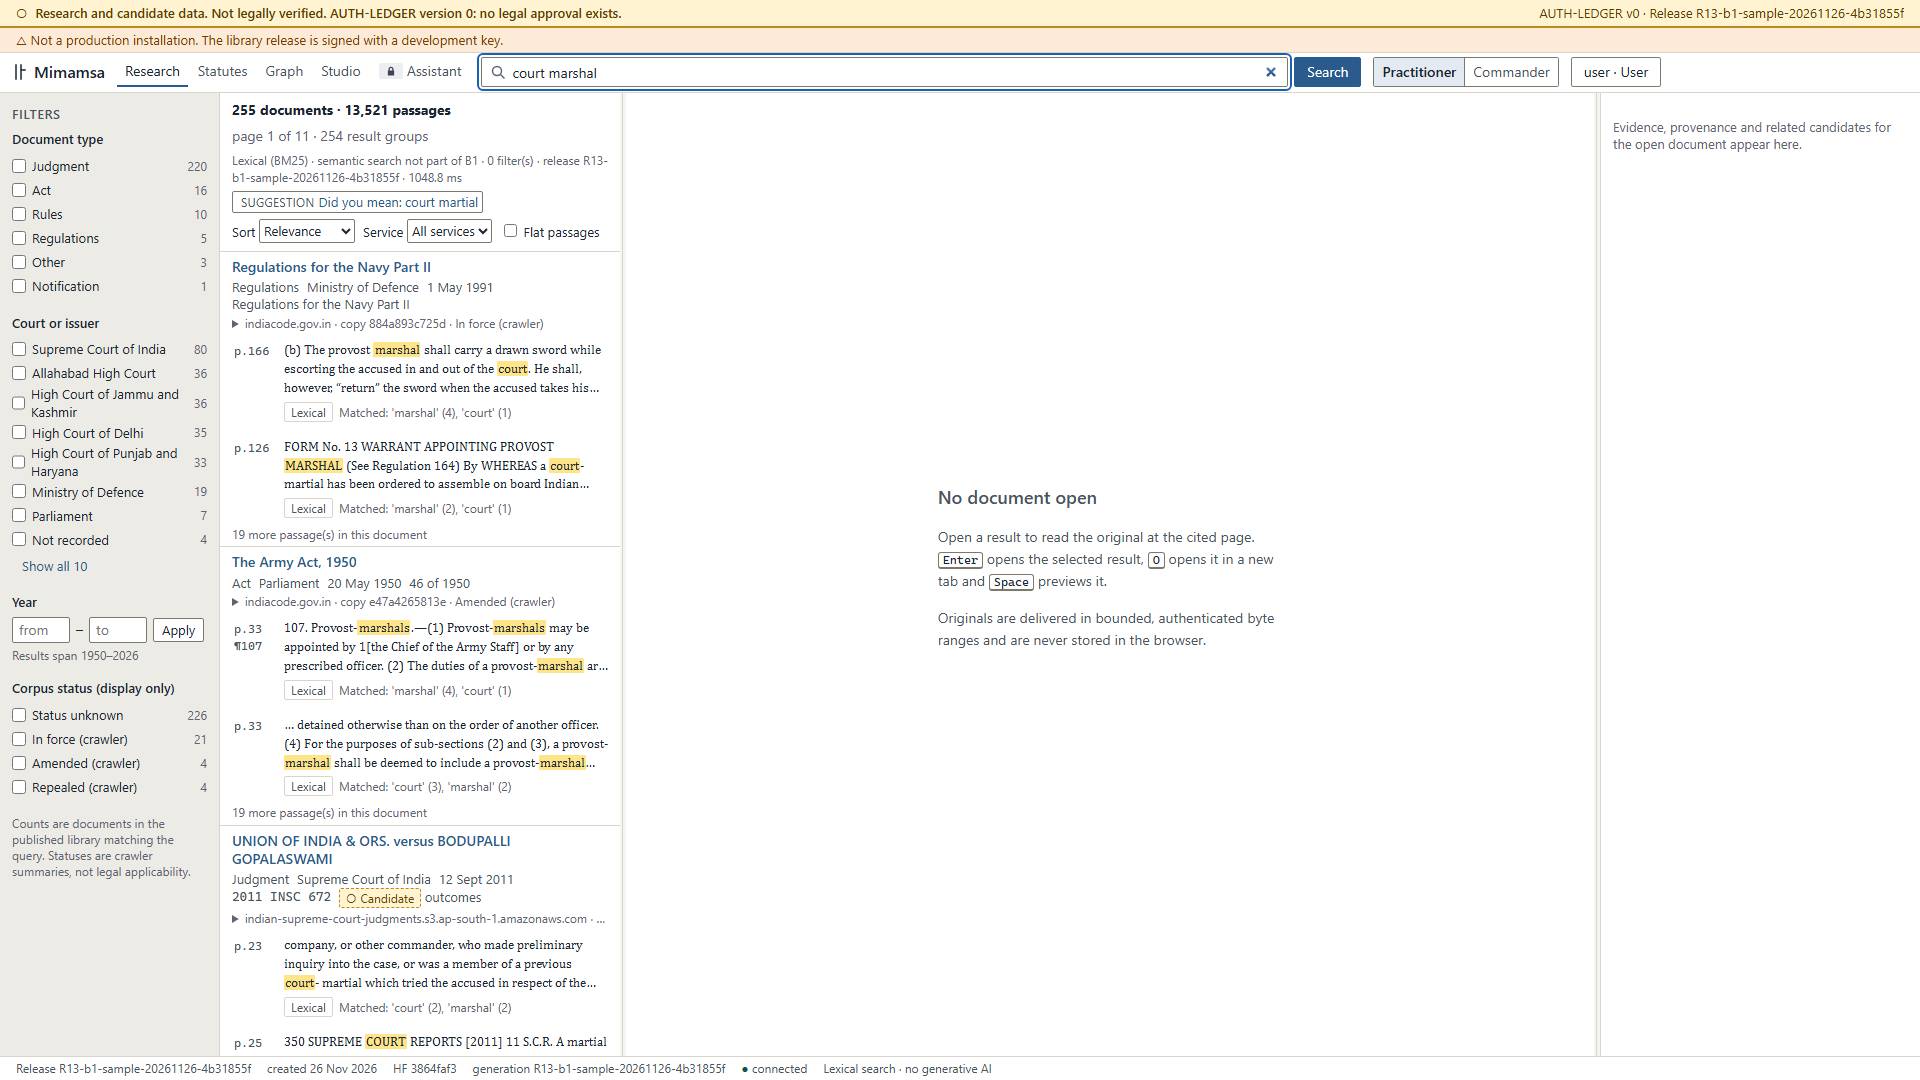 Research and candidate data. Not legally verified. AUTH-LEDGER version 0: no legal approval exists.
AUTH-LEDGER v0 · Release R13-b1-sample-20261126-4b31855f
⚠ Not a production installation. The library release is signed with a development key.
Mimamsa
Research
Statutes
Graph
Studio
Assistant
court marshal
Search
Practitioner
Commander
user · User
FILTERS
Document type
Judgment 220
Act 16
Rules 10
Regulations 5
Other 3
Notification 1
Court or issuer
Supreme Court of India 80
Allahabad High Court 36
High Court of Jammu and
Kashmir 36
High Court of Delhi 35
High Court of Punjab and
Haryana 33
Ministry of Defence 19
Parliament 7
Not recorded 4
Show all 10
Year
from – to Apply
Results span 1950–2026
Corpus status (display only)
Status unknown 226
In force (crawler) 21
Amended (crawler) 4
Repealed (crawler) 4
Counts are documents in the
published library matching the
query. Statuses are crawler
summaries, not legal applicability.
255 documents · 13,521 passages
page 1 of 11 · 254 result groups
Lexical (BM25) · semantic search not part of B1 · 0 filter(s) · release R13-
b1-sample-20261126-4b31855f · 1048.8 ms
SUGGESTION Did you mean: court martial
Sort Relevance Service All services Flat passages
Regulations for the Navy Part II
Regulations Ministry of Defence 1 May 1991
Regulations for the Navy Part II
indiacode.gov.in · copy 884a893c725d · In force (crawler)
p.166 (b) The provost marshal shall carry a drawn sword while
escorting the accused in and out of the court. He shall,
however, “return” the sword when the accused takes his...
Lexical Matched: 'marshal' (4), 'court' (1)
p.126 FORM No. 13 WARRANT APPOINTING PROVOST
MARSHAL (See Regulation 164) By WHEREAS a court-
martial has been ordered to assemble on board Indian...
Lexical Matched: 'marshal' (2), 'court' (1)
19 more passage(s) in this document
The Army Act, 1950
Act Parliament 20 May 1950 46 of 1950
indiacode.gov.in · copy e47a4265813e · Amended (crawler)
p.33 107. Provost-marshals.—(1) Provost-marshals may be
¶107 appointed by 1[the Chief of the Army Staff] or by any
prescribed officer. (2) The duties of a provost-marshal ar...
Lexical Matched: 'marshal' (4), 'court' (1)
p.33 ... detained otherwise than on the order of another officer.
(4) For the purposes of sub-sections (2) and (3), a provost-
marshal shall be deemed to include a provost-marshal...
Lexical Matched: 'court' (3), 'marshal' (2)
19 more passage(s) in this document
UNION OF INDIA & ORS. versus BODUPALLI
GOPALASWAMI
Judgment Supreme Court of India 12 Sept 2011
2011 INSC 672 Candidate outcomes
indian-supreme-court-judgments.s3.ap-south-1.amazonaws.com · ...
p.23 company, or other commander, who made preliminary
inquiry into the case, or was a member of a previous
court- martial which tried the accused in respect of the...
Lexical Matched: 'court' (2), 'marshal' (2)
p.25 350 SUPREME COURT REPORTS [2011] 11 S.C.R. A martial
No document open
Open a result to read the original at the cited page.
Enter opens the selected result, O opens it in a new
tab and Space previews it.
Originals are delivered in bounded, authenticated byte
ranges and are never stored in the browser.
Evidence, provenance and related candidates for
the open document appear here.
Release R13-b1-sample-20261126-4b31855f created 26 Nov 2026 HF 3864faf3 generation R13-b1-sample-20261126-4b31855f connected Lexical search · no generative AI